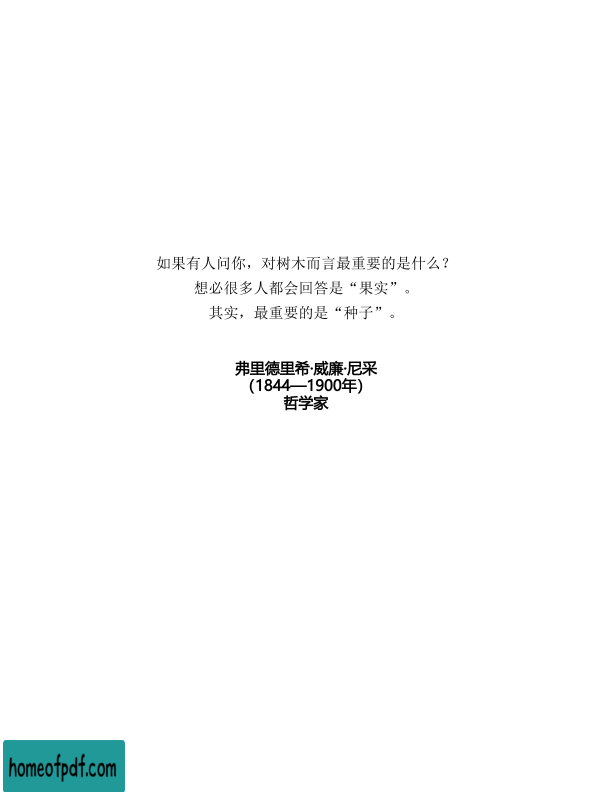 如果有人问你，对树木而言最重要的是什么？
想必很多人都会回答是“果实”。
其实，最重要的是“种子”。
弗里德里希·威廉·尼采
（1844—1900年）
哲学家
homeofpdf.com